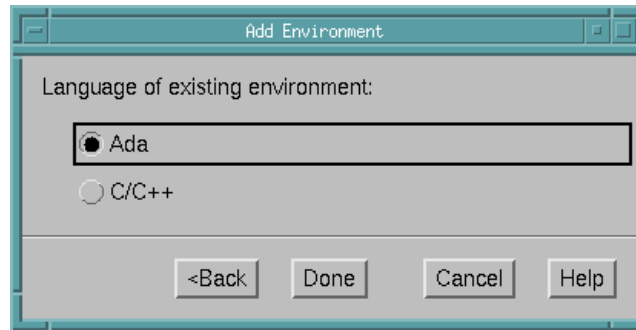 Add Environment
Language of existing environment:
Ada
C/C++
<Back Done Cancel Help